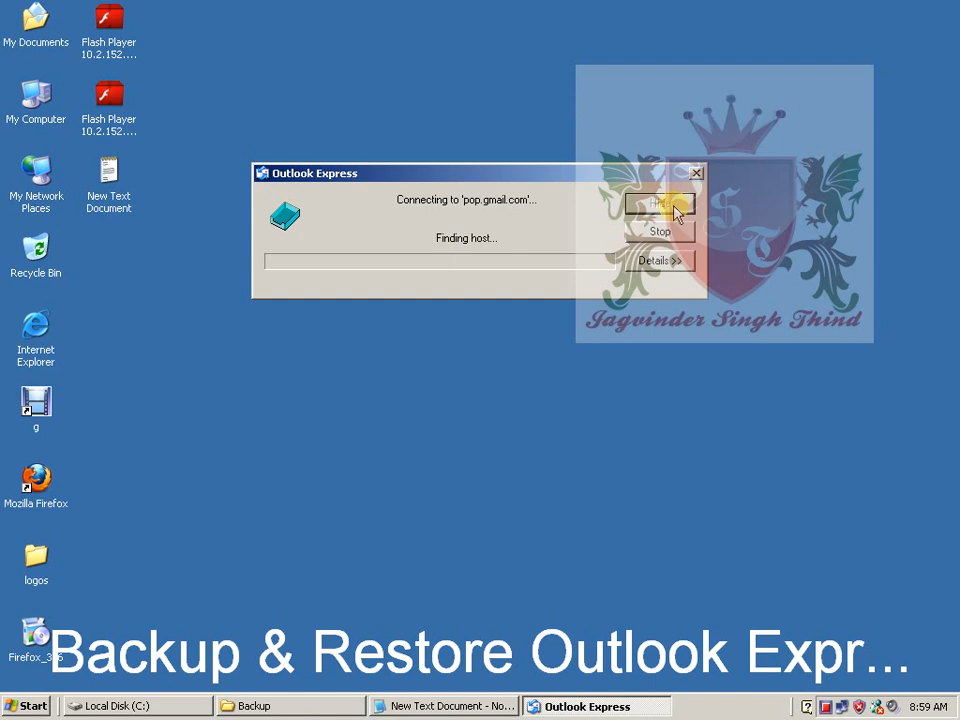 My Documents
Flash Player
10.2.152....
My Computer
Flash Player
10.2.152....
My Network
Places
New Text
Document
Recycle Bin
Internet
Explorer
g
Mozilla Firefox
logos
Outlook Express
Connecting to 'pop.gmail.com'...
Finding host...
Hide
Stop
Details >>
S
T
Jagvinder Singh Thind
Backup & Restore Outlook Expr...
Start
Local Disk (C:)
Backup
New Text Document - No...
Outlook Express
8:59 AM